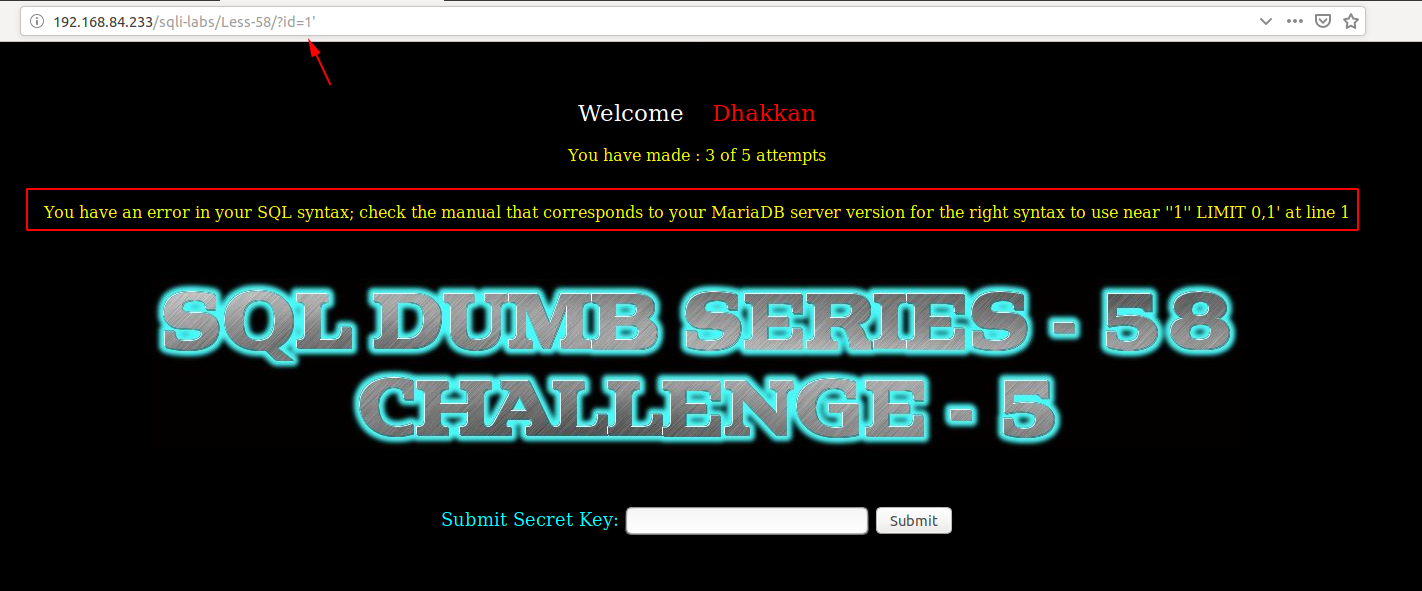 192.168.84.233/sqli-labs/Less-58/?id=1'
Welcome Dhakkan
You have made : 3 of 5 attempts
You have an error in your SQL syntax; check the manual that corresponds to your MariaDB server version for the right syntax to use near ''1'' LIMIT 0,1' at line 1
SQL DUMB SERIES - 58
CHALLENGE - 5
Submit Secret Key: Submit